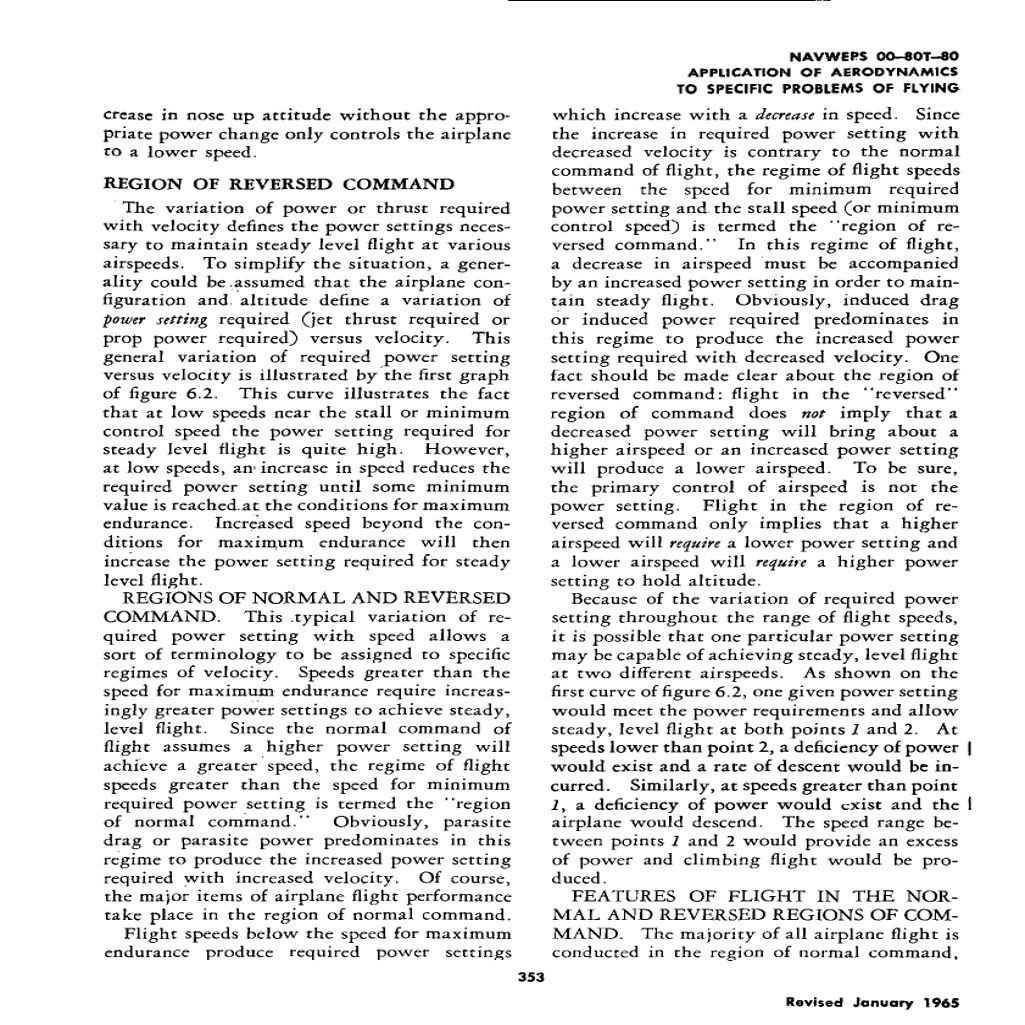 NAVWEPS 00-80T-80
APPLICATION OF AERODYNAMICS
TO SPECIFIC PROBLEMS OF FLYING
crease in nose up attitude without the appro-
priate power change only controls the airplane
to a lower speed.
REGION OF REVERSED COMMAND
The variation of power or thrust required
with velocity defines the power settings neces-
sary to maintain steady level flight at various
airspeeds. To simplify the situation, a gener-
ality could be assumed that the airplane con-
figuration and altitude define a variation of
power setting required (jet thrust required or
prop power required) versus velocity. This
general variation of required power setting
versus velocity is illustrated by the first graph
of figure 6.2. This curve illustrates the fact
that at low speeds near the stall or minimum
control speed the power setting required for
steady level flight is quite high. However,
at low speeds, an increase in speed reduces the
required power setting until some minimum
value is reached at the conditions for maximum
endurance. Increased speed beyond the con-
ditions for maximum endurance will then
increase the power setting required for steady
level flight.
REGIONS OF NORMAL AND REVERSED
COMMAND. This typical variation of re-
quired power setting with speed allows a
sort of terminology to be assigned to specific
regimes of velocity. Speeds greater than the
speed for maximum endurance require increas-
ingly greater power settings to achieve steady,
level flight. Since the normal command of
flight assumes a higher power setting will
achieve a greater speed, the regime of flight
speeds greater than the speed for minimum
required power setting is termed the "region
of normal command." Obviously, parasite
drag or parasite power predominates in this
regime to produce the increased power setting
required with increased velocity. Of course,
the major items of airplane flight performance
take place in the region of normal command.
Flight speeds below the speed for maximum
endurance produce required power settings
which increase with a decrease in speed. Since
the increase in required power setting with
decreased velocity is contrary to the normal
command of flight, the regime of flight speeds
between the speed for minimum required
power setting and the stall speed (or minimum
control speed) is termed the "region of re-
versed command." In this regime of flight,
a decrease in airspeed must be accompanied
by an increased power setting in order to main-
tain steady flight. Obviously, induced drag
or induced power required predominates in
this regime to produce the increased power
setting required with decreased velocity. One
fact should be made clear about the region of
reversed command: flight in the "reversed"
region of command does not imply that a
decreased power setting will bring about a
higher airspeed or an increased power setting
will produce a lower airspeed. To be sure,
the primary control of airspeed is not the
power setting. Flight in the region of re-
versed command only implies that a higher
airspeed will require a lower power setting and
a lower airspeed will require a higher power
setting to hold altitude.
Because of the variation of required power
setting throughout the range of flight speeds,
it is possible that one particular power setting
may be capable of achieving steady, level flight
at two different airspeeds. As shown on the
first curve of figure 6.2, one given power setting
would meet the power requirements and allow
steady, level flight at both points 1 and 2. At
speeds lower than point 2, a deficiency of power
would exist and a rate of descent would be in-
curred. Similarly, at speeds greater than point
1, a deficiency of power would exist and the
airplane would descend. The speed range be-
tween points 1 and 2 would provide an excess
of power and climbing flight would be pro-
duced.
FEATURES OF FLIGHT IN THE NOR-
MAL AND REVERSED REGIONS OF COM-
MAND. The majority of all airplane flight is
conducted in the region of normal command,
353
Revised January 1965